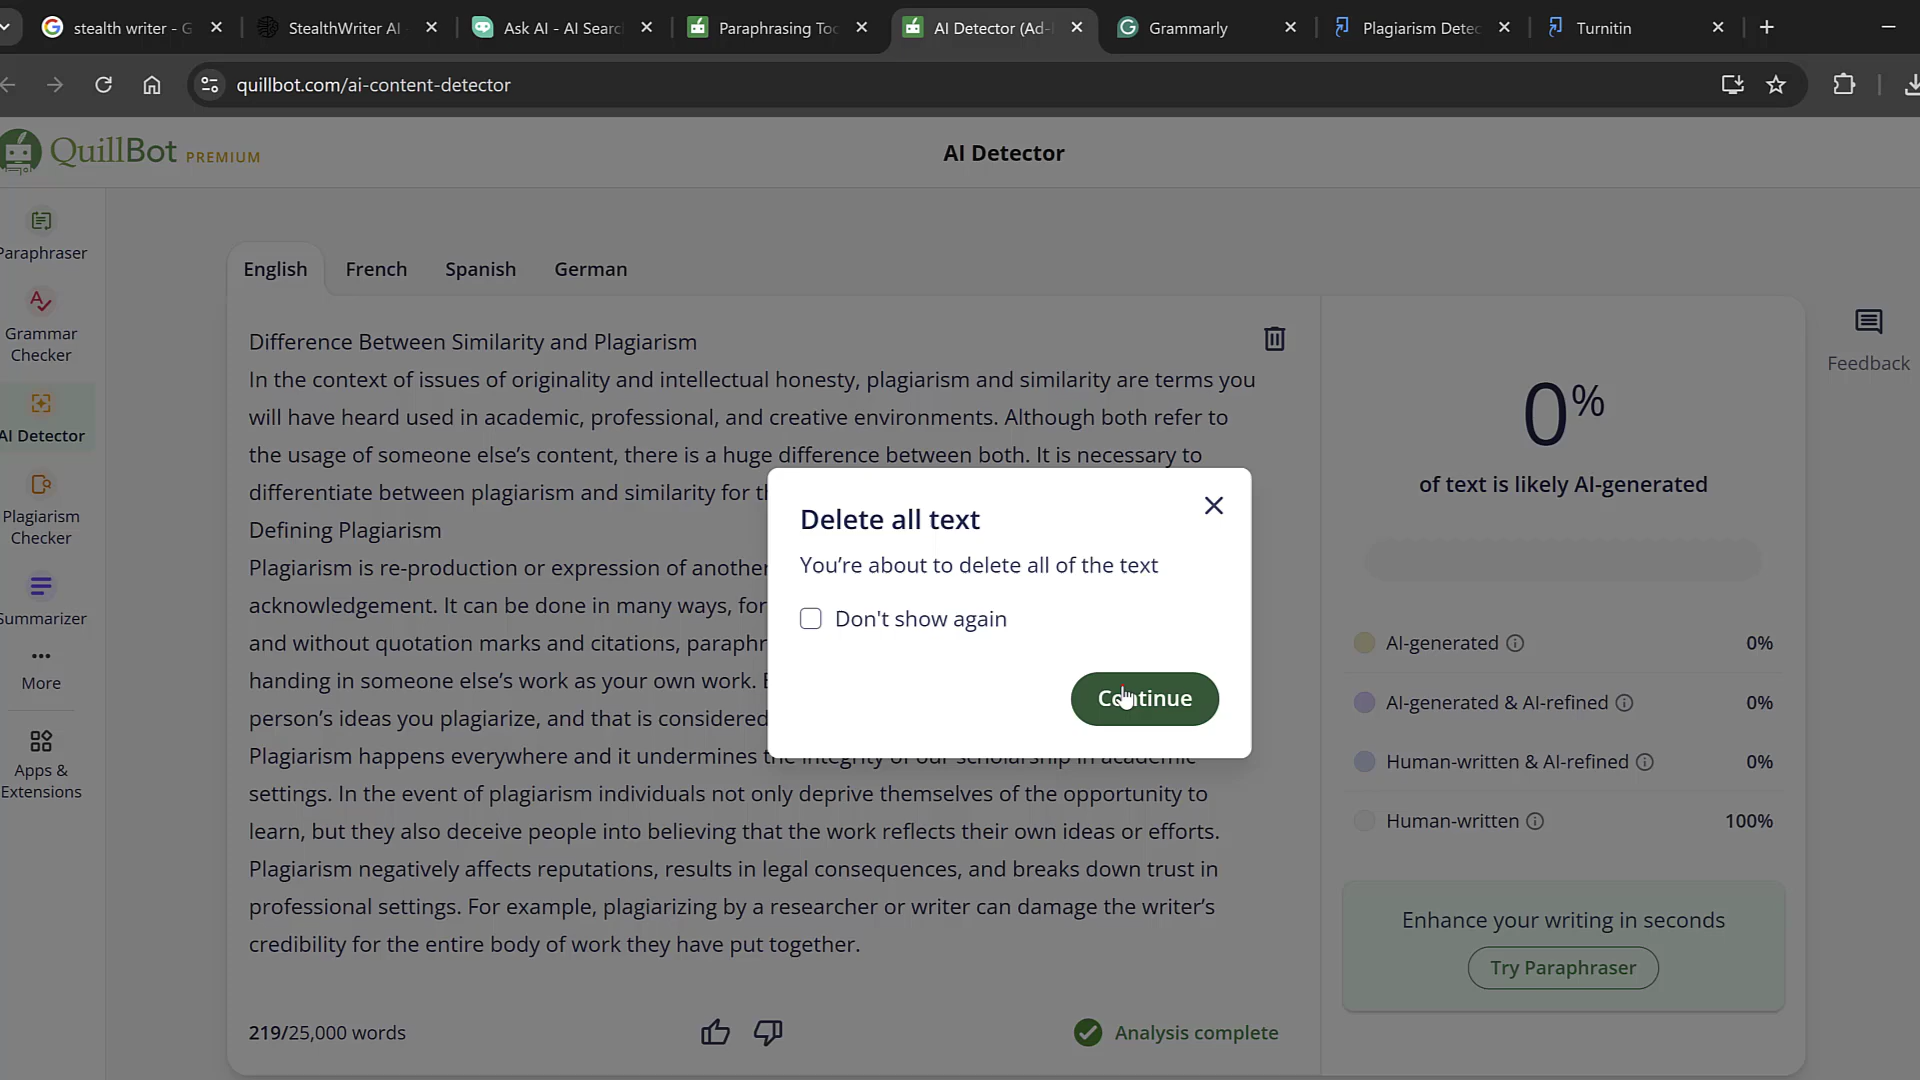 stealth writer - G
StealthWriter AI
Ask AI - AI Searc
Paraphrasing Too
AI Detector (Ad-
Grammarly
Plagiarism Detec
Turnitin
quillbot.com/ai-content-detector
QuillBot PREMIUM
AI Detector
Paraphraser
Grammar
Checker
AI Detector
Plagiarism
Checker
Summarizer
More
Apps &
Extensions
English
French
Spanish
German
Difference Between Similarity and Plagiarism
In the context of issues of originality and intellectual honesty, plagiarism and similarity are terms you
will have heard used in academic, professional, and creative environments. Although both refer to
the usage of someone else's content, there is a huge difference between both. It is necessary to
differentiate between plagiarism and similarity for th
Defining Plagiarism
Plagiarism is re-production or expression of another
acknowledgement. It can be done in many ways, for
and without quotation marks and citations, paraphr
handing in someone else's work as your own work. E
person's ideas you plagiarize, and that is considered
Plagiarism happens everywhere and it undermines the integrity of our scholarship in academic
settings. In the event of plagiarism individuals not only deprive themselves of the opportunity to
learn, but they also deceive people into believing that the work reflects their own ideas or efforts.
Plagiarism negatively affects reputations, results in legal consequences, and breaks down trust in
professional settings. For example, plagiarizing by a researcher or writer can damage the writer's
credibility for the entire body of work they have put together.
219/25,000 words
Analysis complete
Delete all text
You're about to delete all of the text
Don't show again
Continue
0%
of text is likely AI-generated
AI-generated 0%
AI-generated & AI-refined 0%
Human-written & AI-refined 0%
Human-written 100%
Enhance your writing in seconds
Try Paraphraser
Feedback